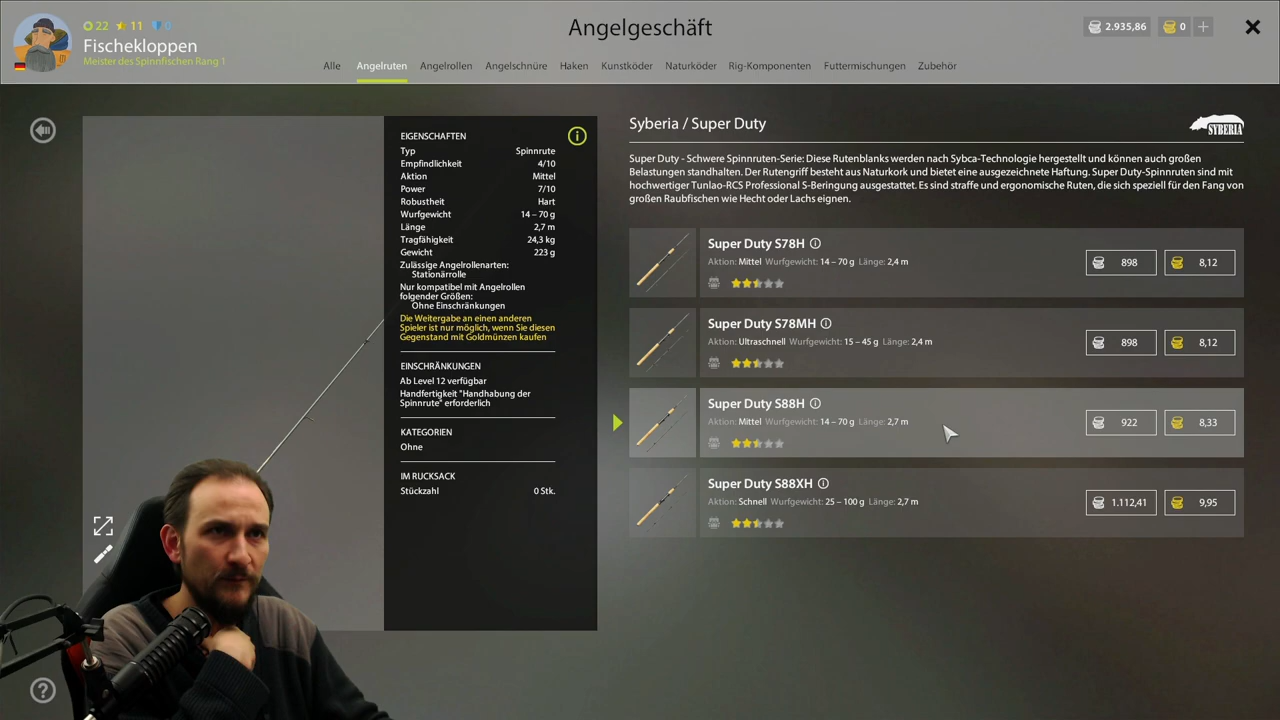 22 11 0
Fischekloppen
Meister des Spinnfischen Rang 1
Angelgeschäft
2.935,86 0 +
Alle Angelruten Angelrollen Angelschnüre Haken Kunstköder Naturköder Rig-Komponenten Futtermischungen Zubehör
EIGENSCHAFTEN
Typ Spinnrute
Empfindlichkeit 4/10
Aktion Mittel
Power 7/10
Robustheit Hart
Wurfgewicht 14 – 70 g
Länge 2,7 m
Tragfähigkeit 24,3 kg
Gewicht 223 g
Zulässige Angelrollenarten:
Stationärrolle
Nur kompatibel mit Angelrollen
folgender Größen:
Ohne Einschränkungen
Die Weitergabe an einen anderen
Spieler ist nur möglich, wenn Sie diesen
Gegenstand mit Goldmünzen kaufen
EINSCHRÄNKUNGEN
Ab Level 12 verfügbar
Handfertigkeit "Handhabung der
Spinnrute" erforderlich
KATEGORIEN
Ohne
IM RUCKSACK
Stückzahl 0 Stk.
Syberia / Super Duty
SYBERIA
Super Duty - Schwere Spinnruten-Serie: Diese Rutenblanks werden nach Sybca-Technologie hergestellt und können auch großen
Belastungen standhalten. Der Rutengriff besteht aus Naturkork und bietet eine ausgezeichnete Haftung. Super Duty-Spinnruten sind mit
hochwertiger Tunlao-RCS Professional S-Beringung ausgestattet. Es sind straffe und ergonomische Ruten, die sich speziell für den Fang von
großen Raubfischen wie Hecht oder Lachs eignen.
Super Duty S78H
Aktion: Mittel Wurfgewicht: 14 – 70 g Länge: 2,4 m
898 8,12
Super Duty S78MH
Aktion: Ultraschnell Wurfgewicht: 15 – 45 g Länge: 2,4 m
898 8,12
Super Duty S88H
Aktion: Mittel Wurfgewicht: 14 – 70 g Länge: 2,7 m
922 8,33
Super Duty S88XH
Aktion: Schnell Wurfgewicht: 25 – 100 g Länge: 2,7 m
1.112,41 9,95